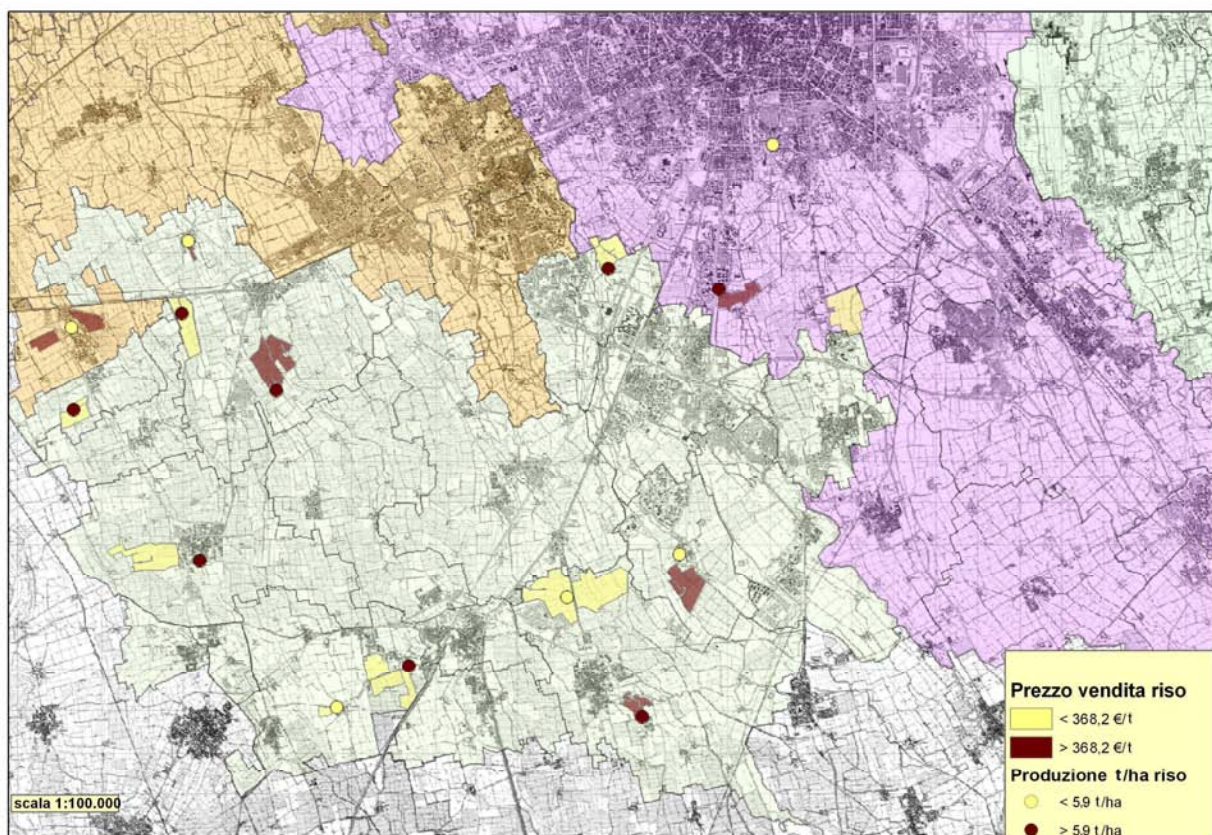 Prezzo vendita riso
< 368,2 €/t
> 368,2 €/t
Produzione t/ha riso
< 5,9 t/ha
> 5,9 t/ha
scala 1:100.000